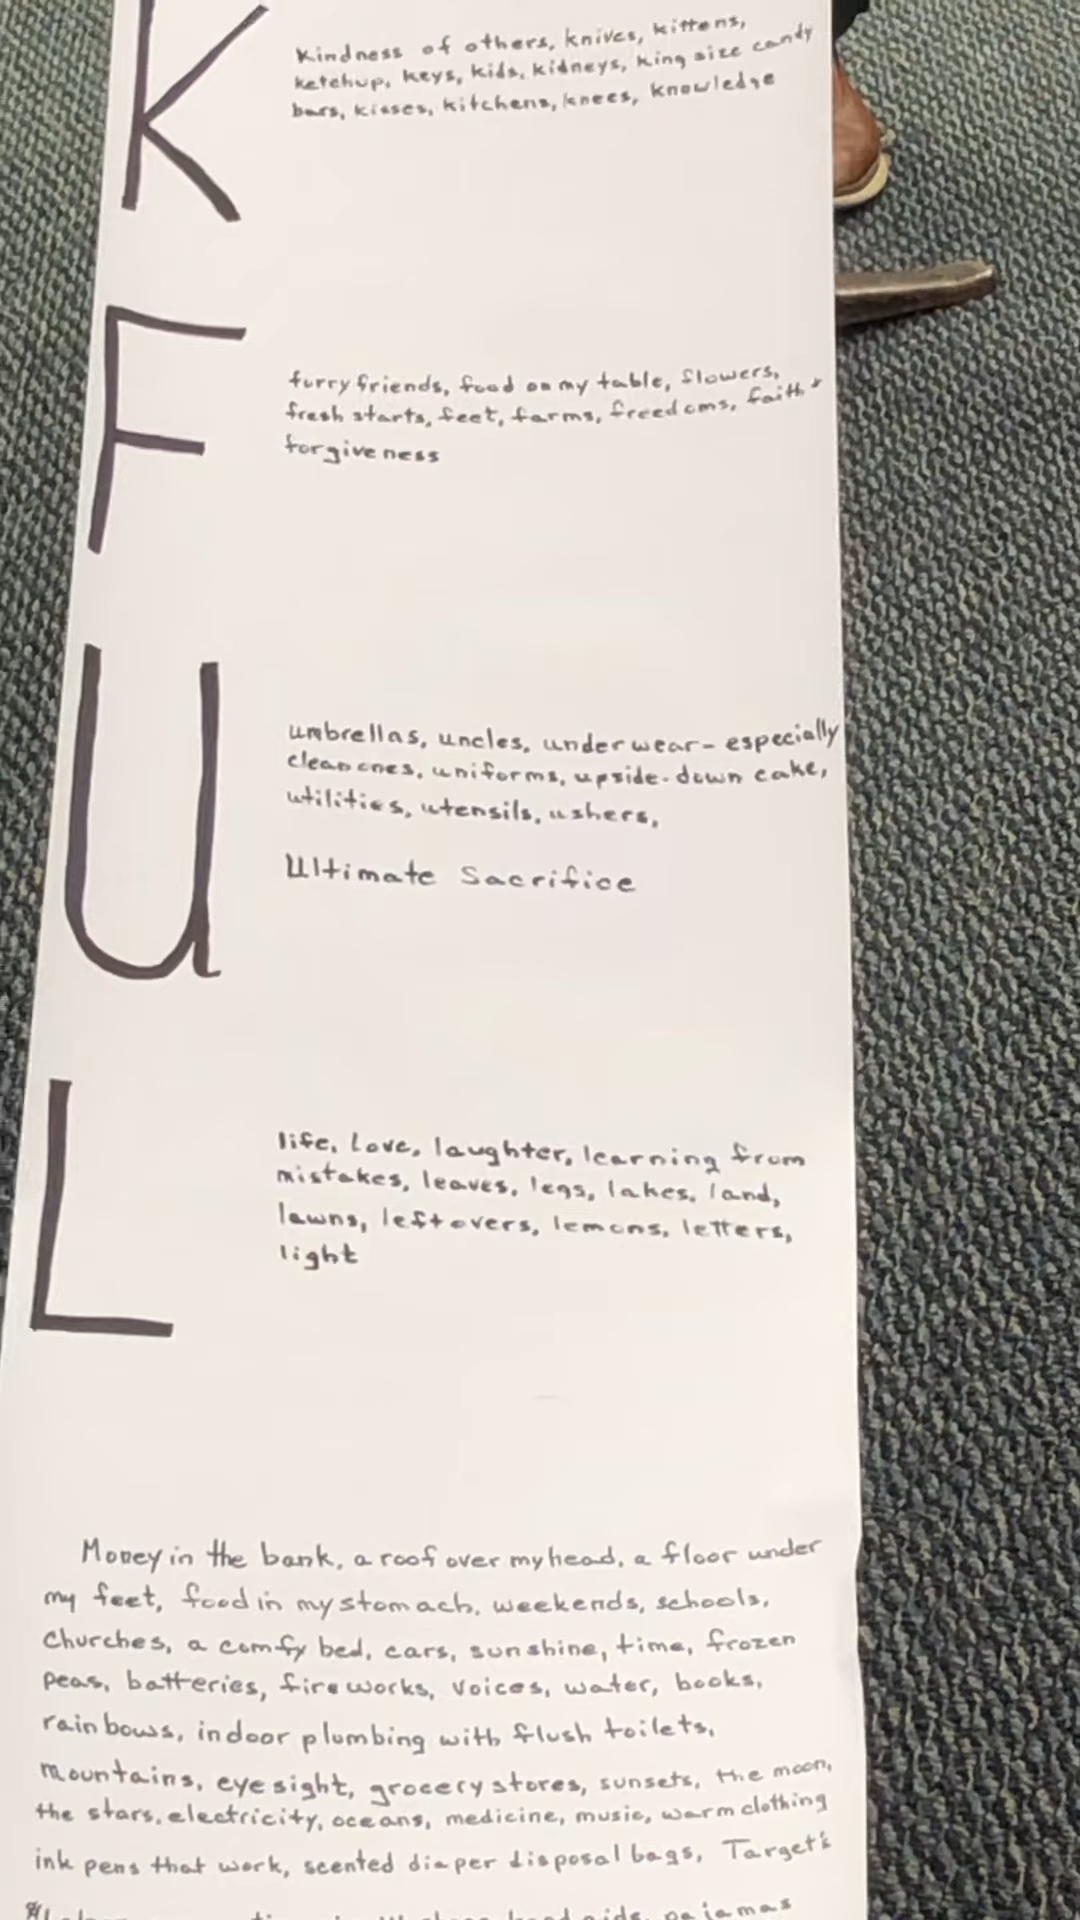 K
Kindness of others, knives, kittens,
ketchup, keys, kids, kidneys, king size candy
bars, kisses, kitchens, knees, knowledge
F
furry friends, food on my table, flowers,
fresh starts, feet, farms, freedoms, faith
forgiveness
U
umbrellas, uncles, underwear - especially
clean ones, uniforms, upside-down cake,
utilities, utensils, ushers,
Ultimate Sacrifice
L
life, love, laughter, learning from
mistakes, leaves, legs, lakes, land,
lawns, leftovers, lemons, letters,
light
Money in the bank, a roof over my head, a floor under
my feet, food in my stomach, weekends, schools,
churches, a comfy bed, cars, sunshine, time, frozen
peas, batteries, fireworks, voices, water, books,
rainbows, indoor plumbing with flush toilets,
mountains, eyesight, grocery stores, sunsets, the moon,
the stars, electricity, oceans, medicine, music, warm clothing
ink pens that work, scented diaper disposal bags, Target's
pajamas